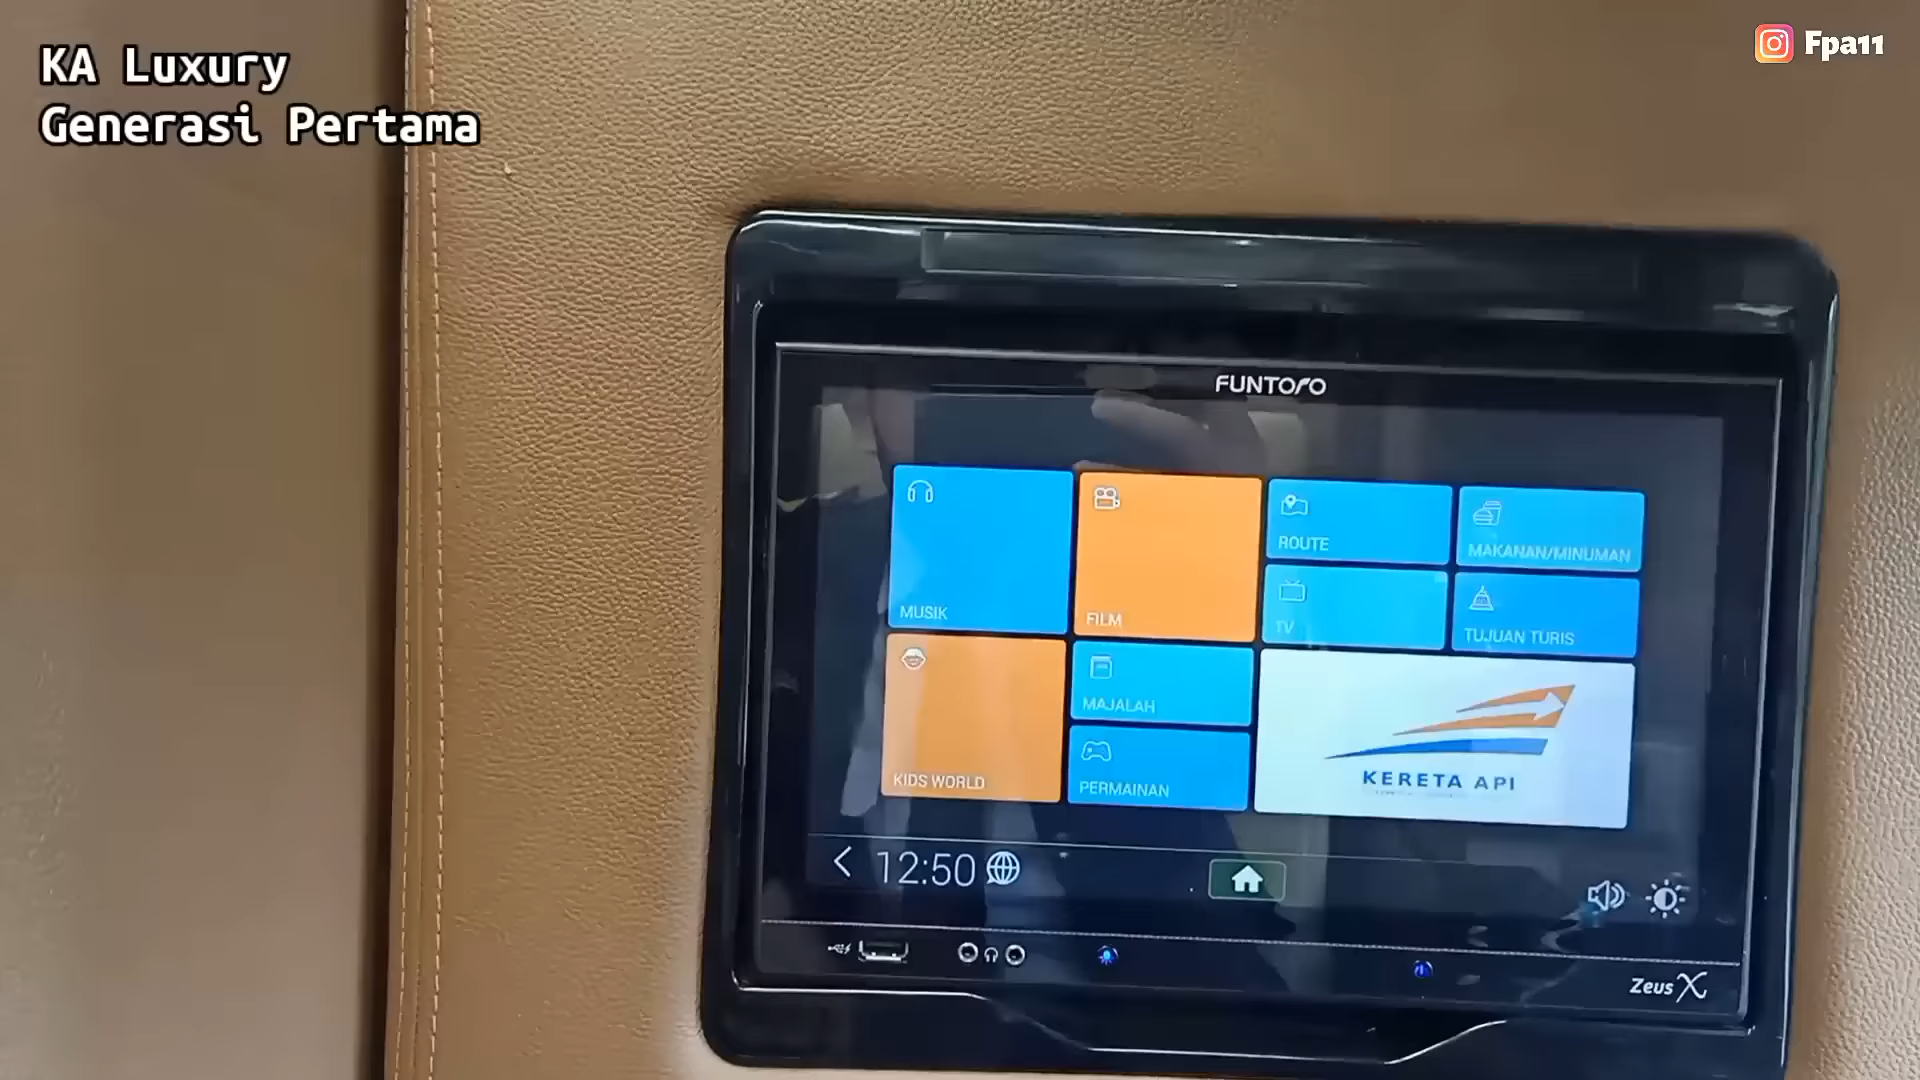 KA Luxury
Generasi Pertama
Fpa11
FUNTORO
MUSIK
FILM
ROUTE
MAKANAN/MINUMAN
TV
TUJUAN TURIS
KIDS WORLD
MAJALAH
PERMAINAN
KERETA API
12:50
Zeus X